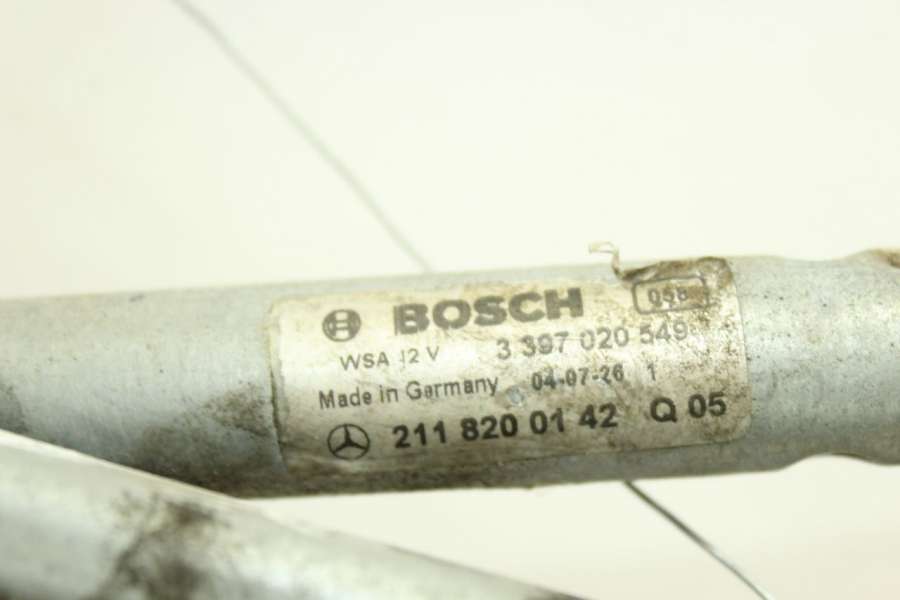 BOSCH 068
WSA 12 V 3 397 020 549
Made in Germany 04-07-26 1
211 820 01 42 Q 05